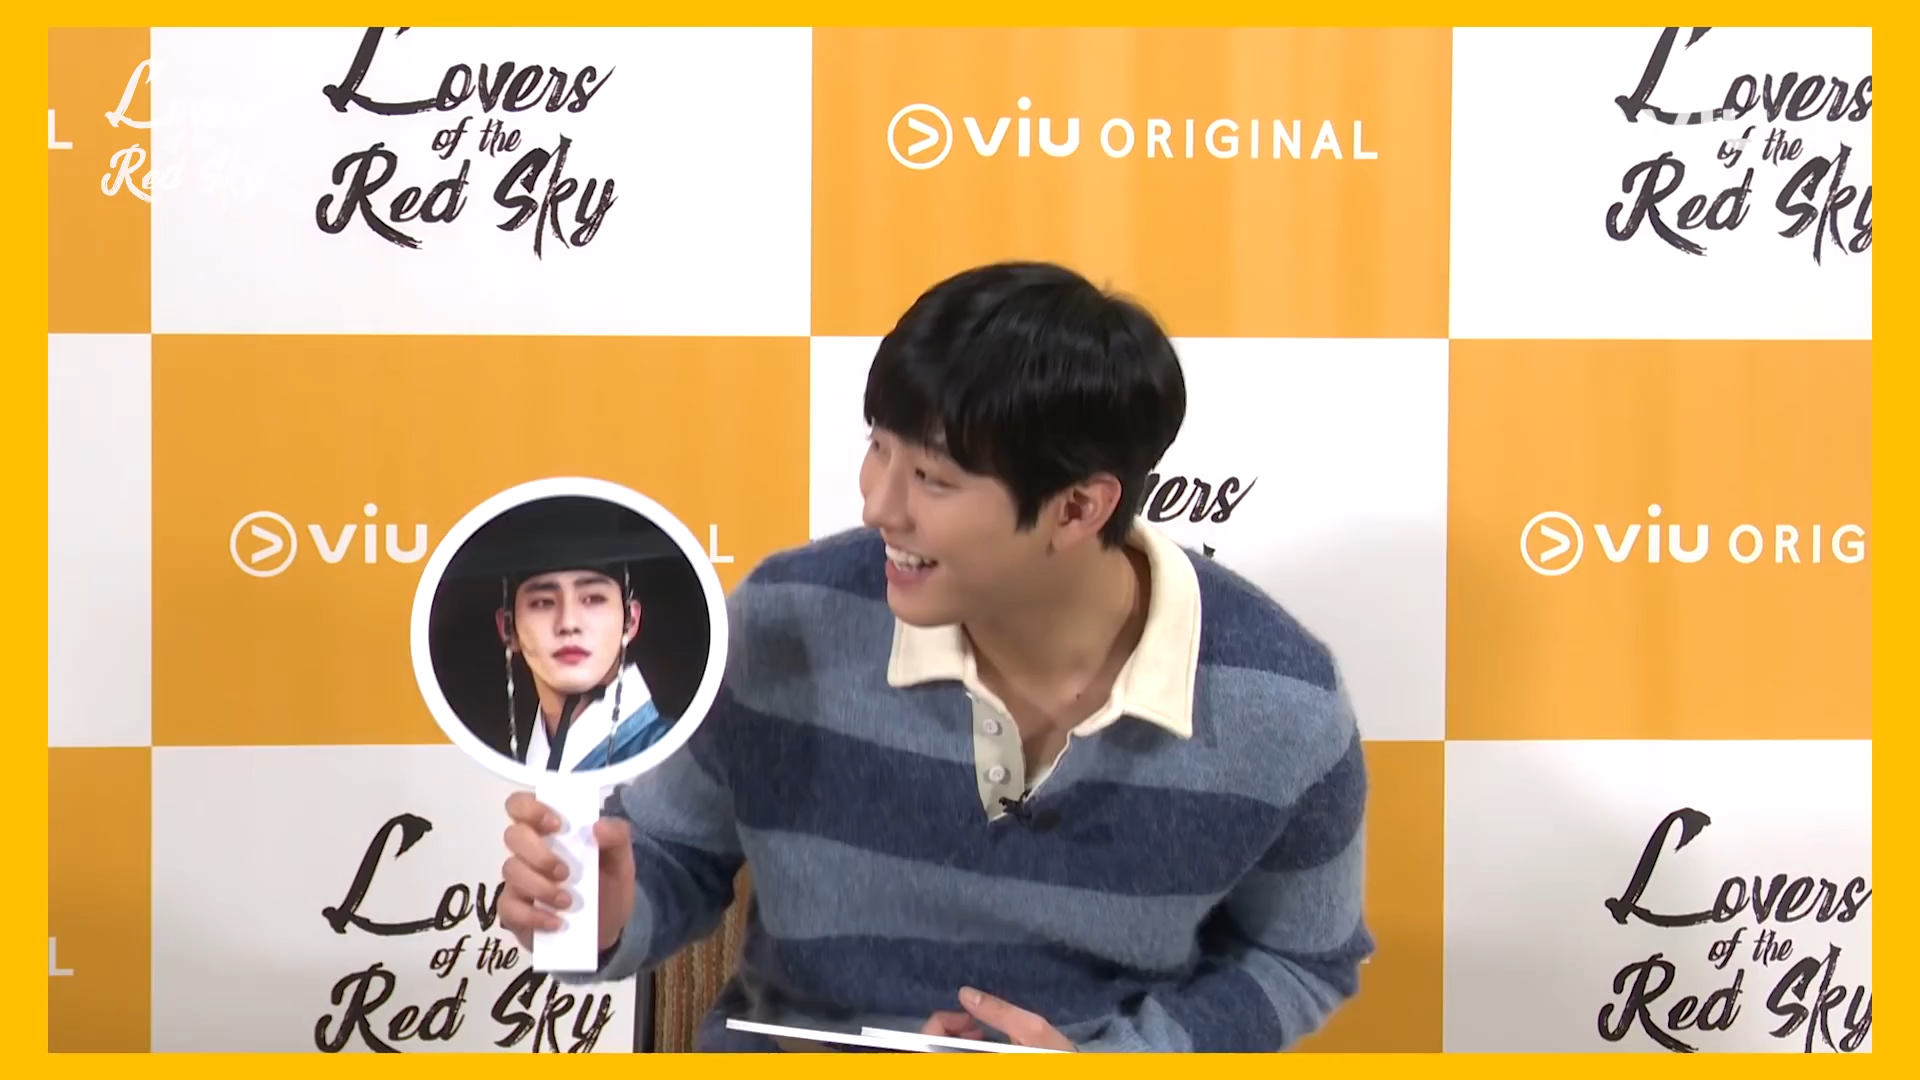 L
Lovers
of the
Red Sky
Lovers
of the
Red Sky
viu ORIGINAL
Lovers
of the
Red Sky
viu
L
vers
viu ORIG
L
Lov
of the
Red Sky
Lovers
of the
Red Sky